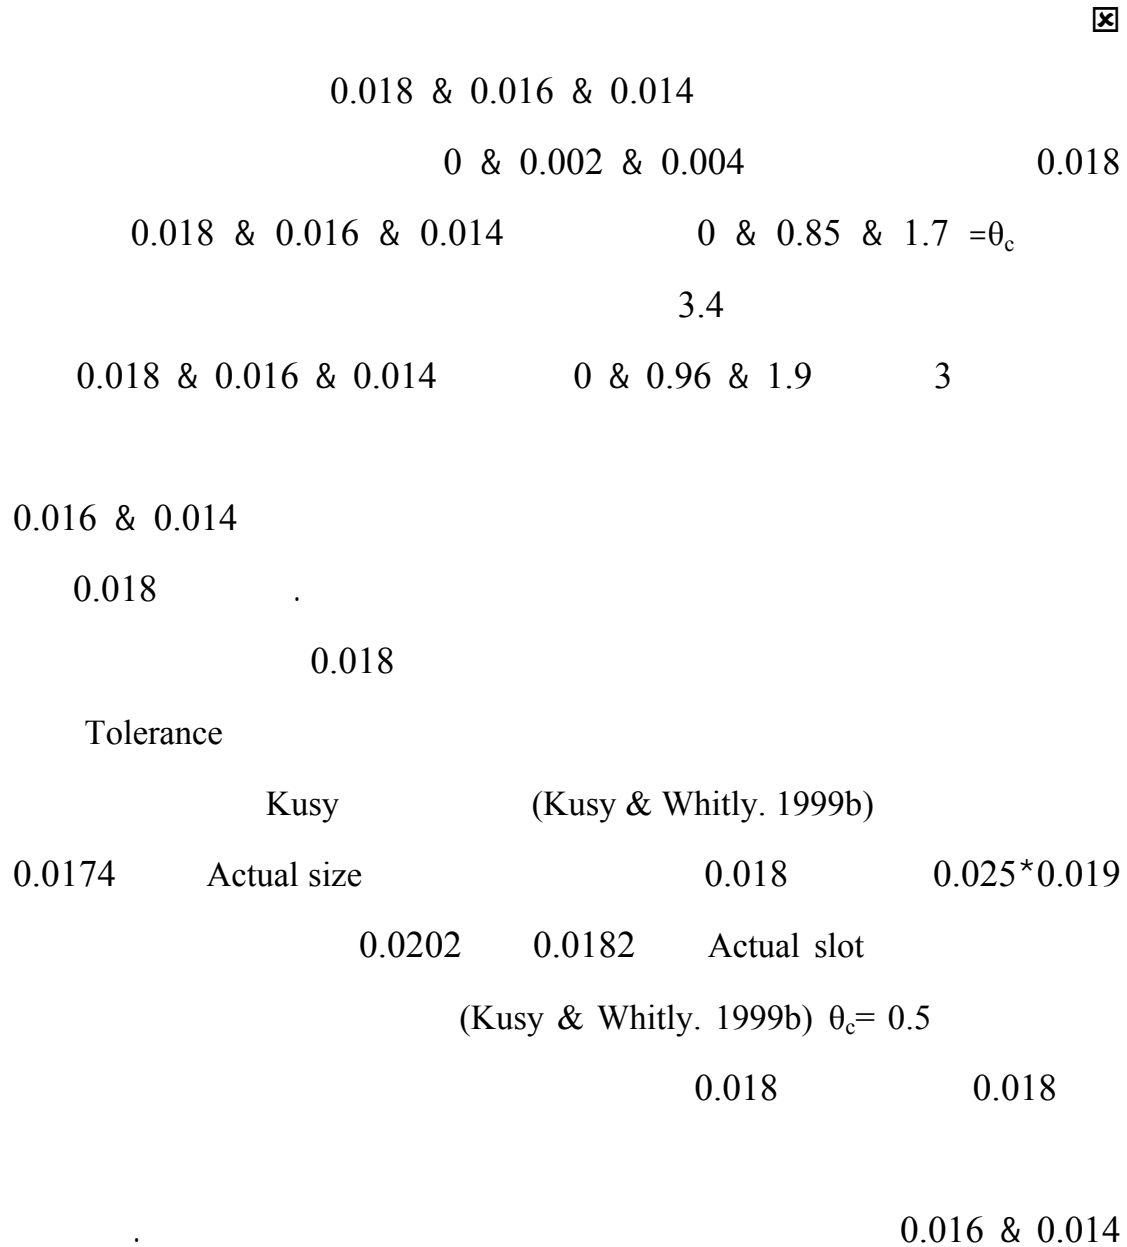 0.018 & 0.016 & 0.014
0 & 0.002 & 0.004 0.018
0.018 & 0.016 & 0.014 0 & 0.85 & 1.7 =θc
3.4
0.018 & 0.016 & 0.014 0 & 0.96 & 1.9 3
0.016 & 0.014
0.018 .
0.018
Tolerance
Kusy (Kusy & Whitly. 1999b)
0.0174 Actual size 0.018 0.025*0.019
0.0202 0.0182 Actual slot
(Kusy & Whitly. 1999b) θc= 0.5
0.018 0.018
. 0.016 & 0.014